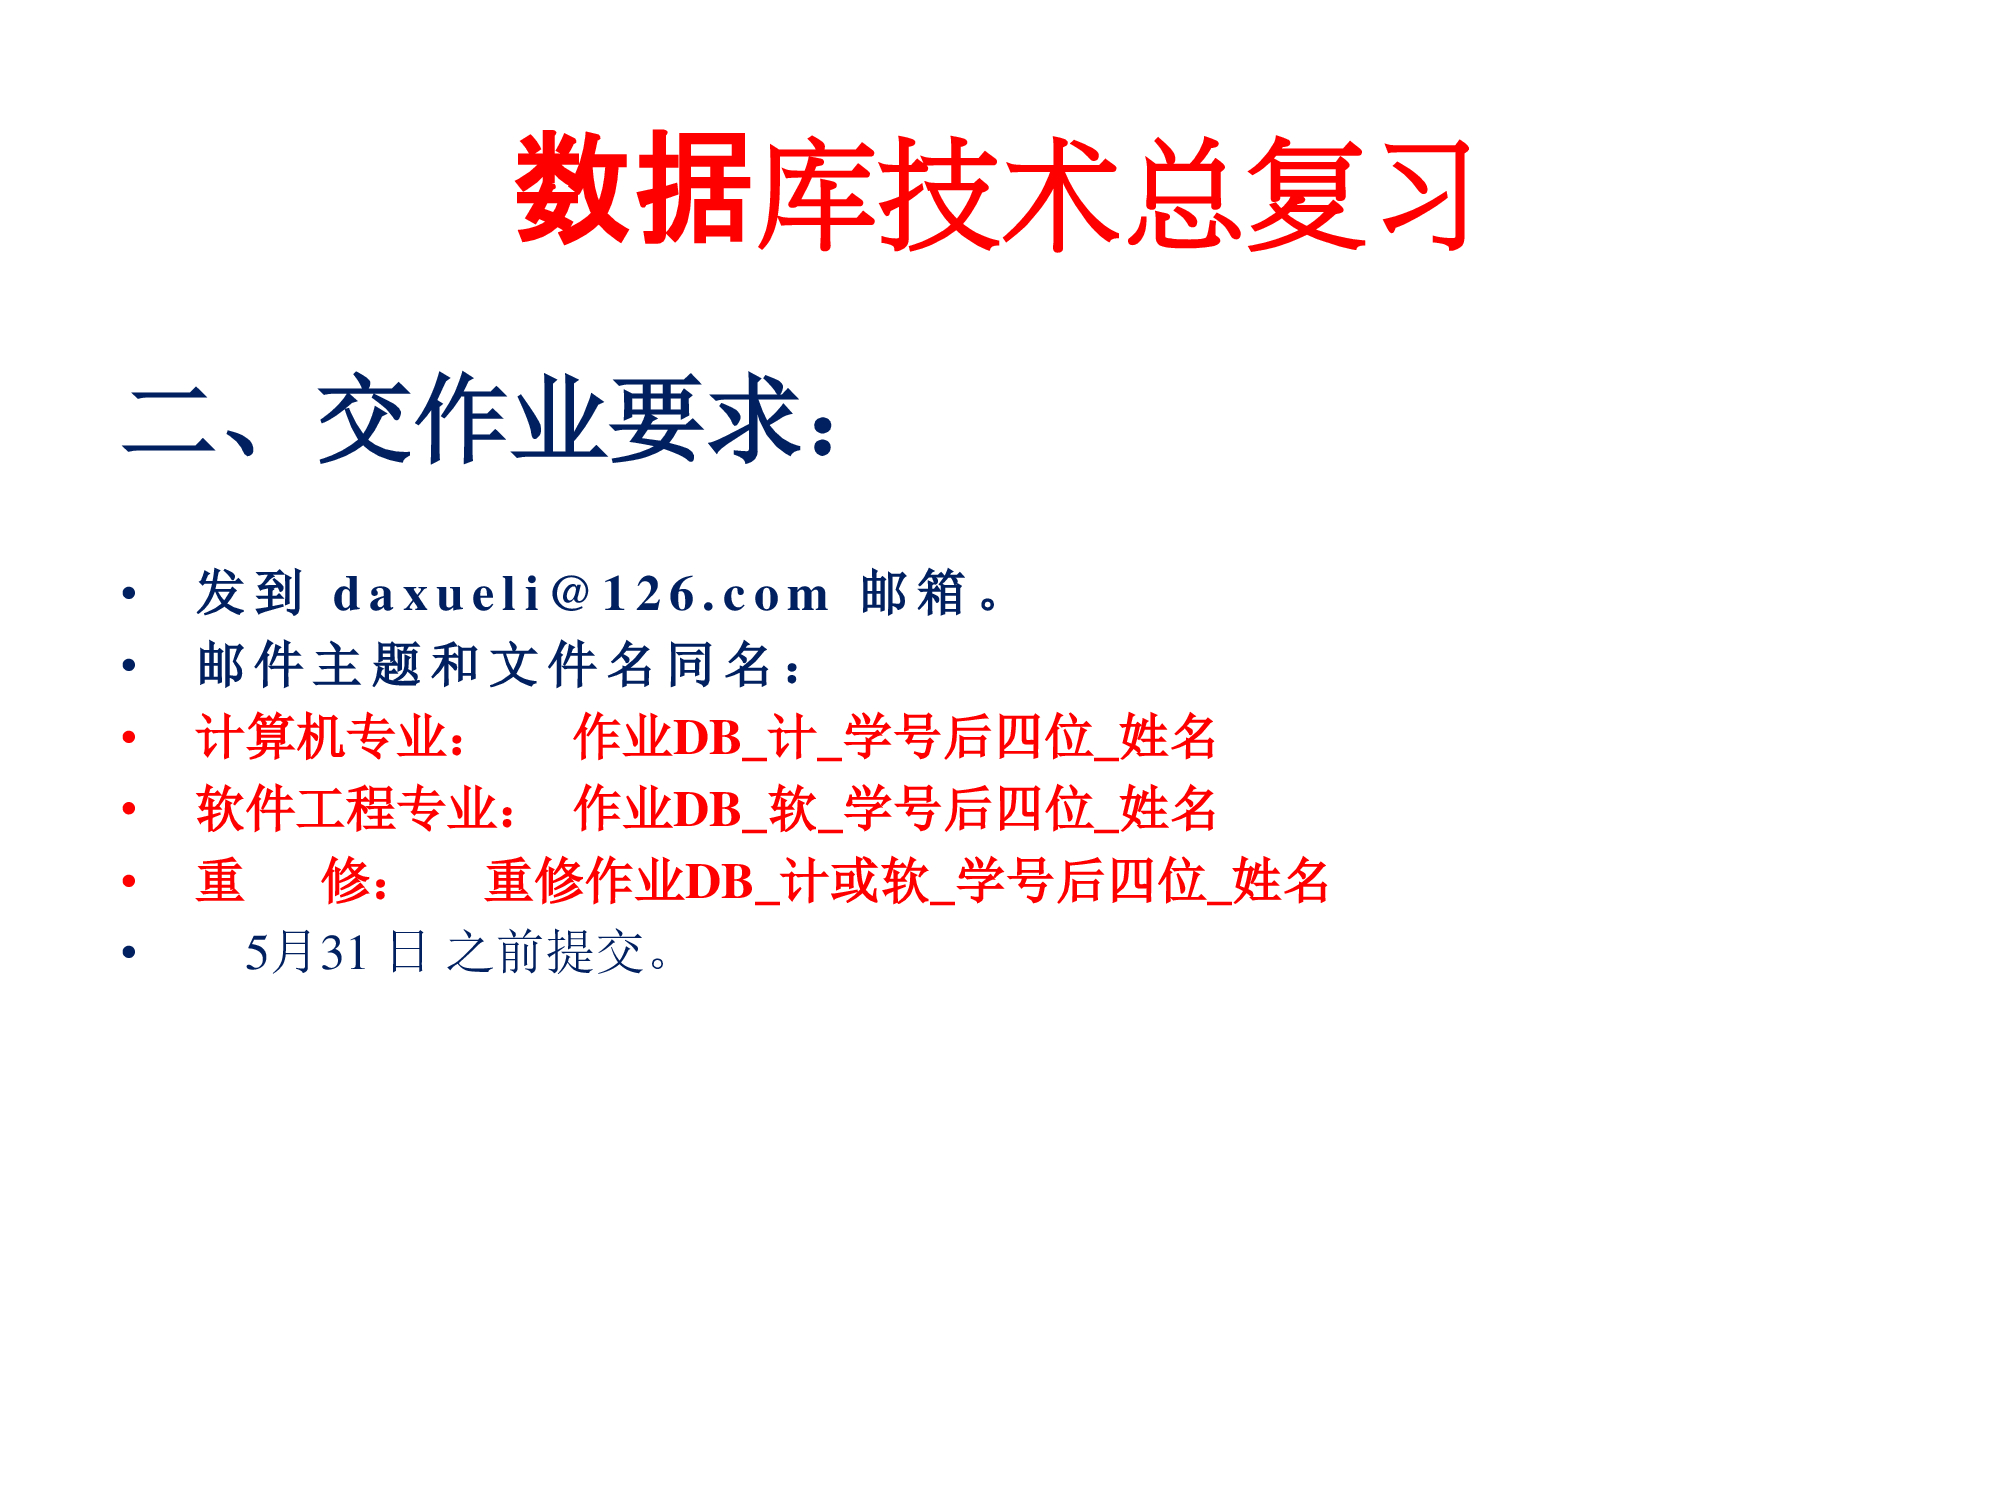 数据库技术总复习
二、交作业要求：
• 发到 daxueli@126.com 邮箱。
• 邮件主题和文件名同名：
• 计算机专业： 作业DB_计_学号后四位_姓名
• 软件工程专业： 作业DB_软_学号后四位_姓名
• 重 修： 重修作业DB_计或软_学号后四位_姓名
• 5月31 日 之前提交。